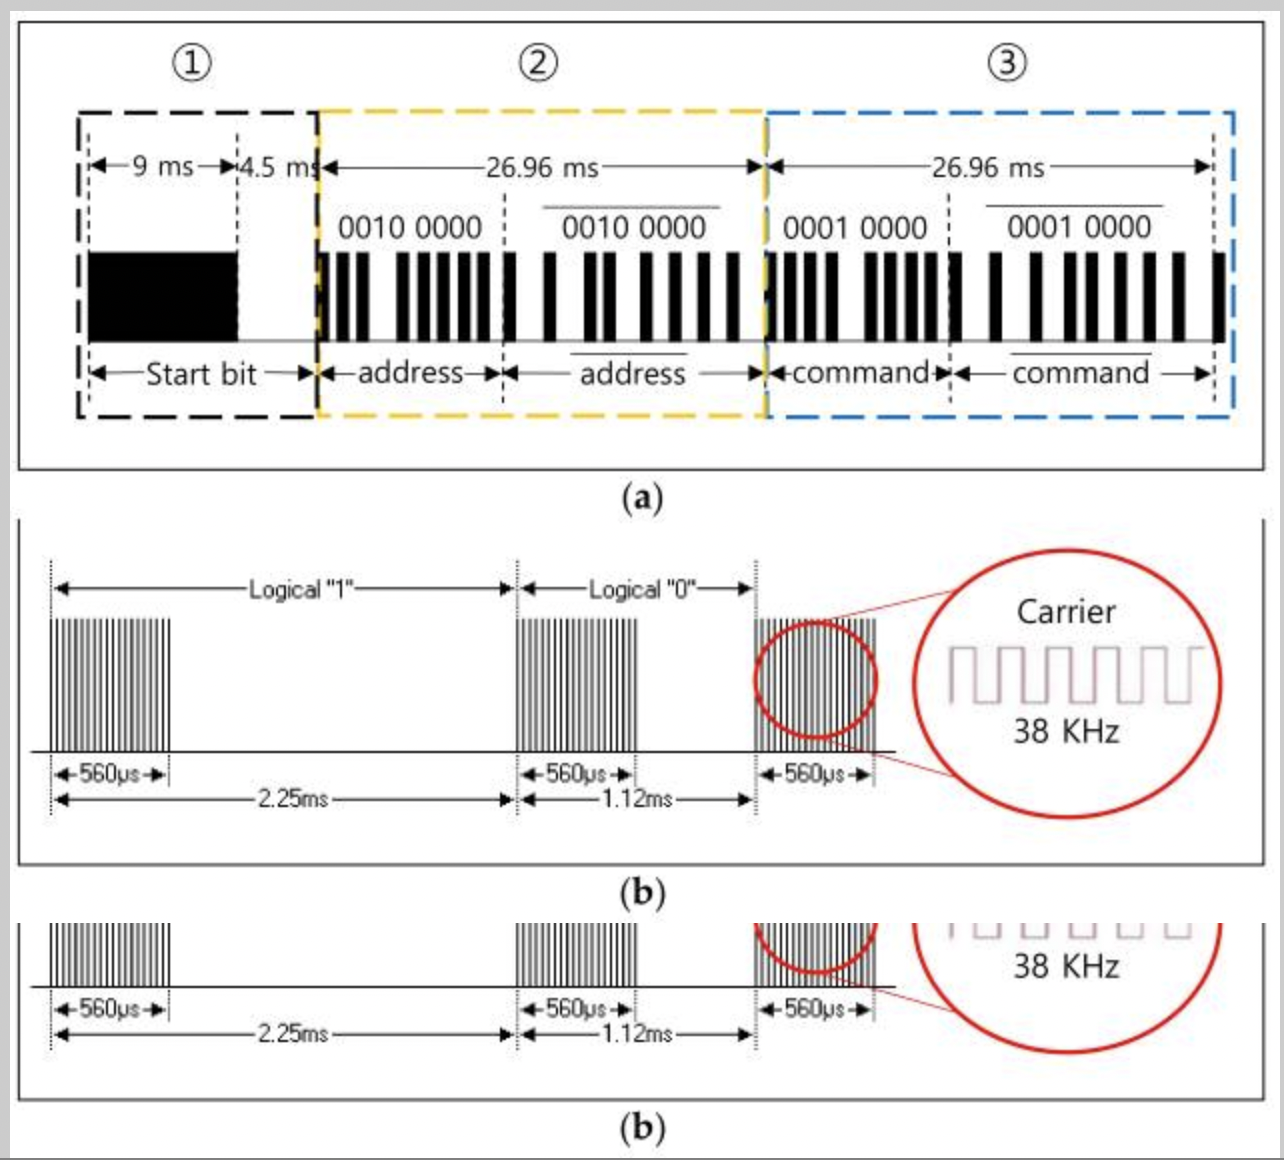 ① ② ③
9 ms 4.5 ms 26.96 ms 26.96 ms
0010 0000 0010 0000 0001 0000 0001 0000
Start bit address address command command
(a)
Logical "1" Logical "0"
Carrier
38 KHz
560µs 560µs 560µs
2.25ms 1.12ms
(b)
38 KHz
560µs 560µs 560µs
2.25ms 1.12ms
(b)